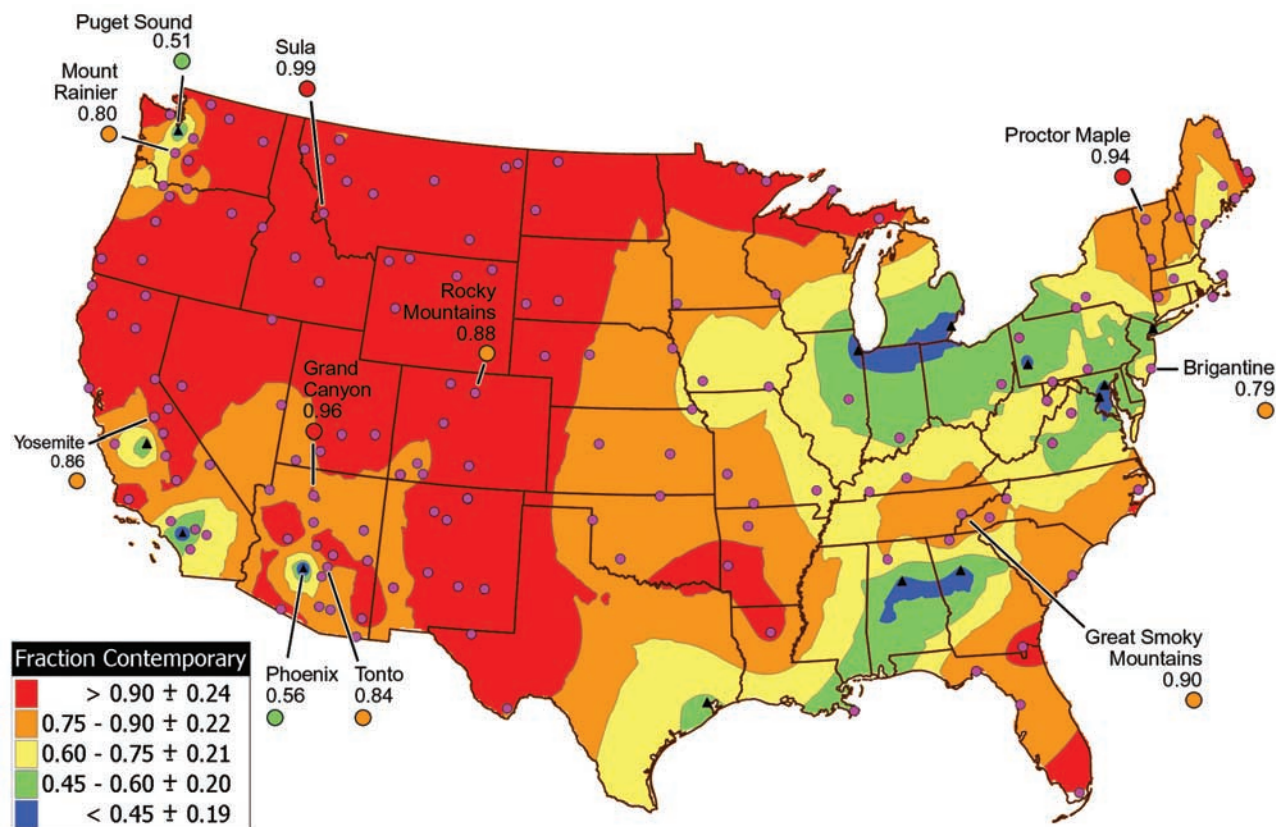 Puget Sound
0.51
Mount
Rainier
0.80
Sula
0.99
Proctor Maple
0.94
Rocky
Mountains
0.88
Grand
Canyon
0.96
Brigantine
0.79
Yosemite
0.86
Great Smoky
Mountains
0.90
Phoenix
0.56
Tonto
0.84
Fraction Contemporary
> 0.90 ± 0.24
0.75 - 0.90 ± 0.22
0.60 - 0.75 ± 0.21
0.45 - 0.60 ± 0.20
< 0.45 ± 0.19